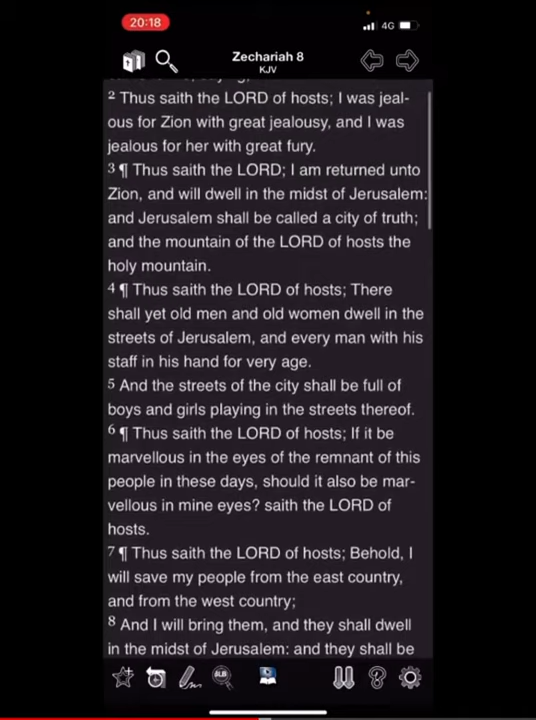 20:18
4G
Zechariah 8
KJV
2 Thus saith the LORD of hosts; I was jeal-
ous for Zion with great jealousy, and I was
jealous for her with great fury.
3 ¶ Thus saith the LORD; I am returned unto
Zion, and will dwell in the midst of Jerusalem:
and Jerusalem shall be called a city of truth;
and the mountain of the LORD of hosts the
holy mountain.
4 ¶ Thus saith the LORD of hosts; There
shall yet old men and old women dwell in the
streets of Jerusalem, and every man with his
staff in his hand for very age.
5 And the streets of the city shall be full of
boys and girls playing in the streets thereof.
6 ¶ Thus saith the LORD of hosts; If it be
marvellous in the eyes of the remnant of this
people in these days, should it also be mar-
vellous in mine eyes? saith the LORD of
hosts.
7 ¶ Thus saith the LORD of hosts; Behold, I
will save my people from the east country,
and from the west country;
8 And I will bring them, and they shall dwell
in the midst of Jerusalem: and they shall be
BLB